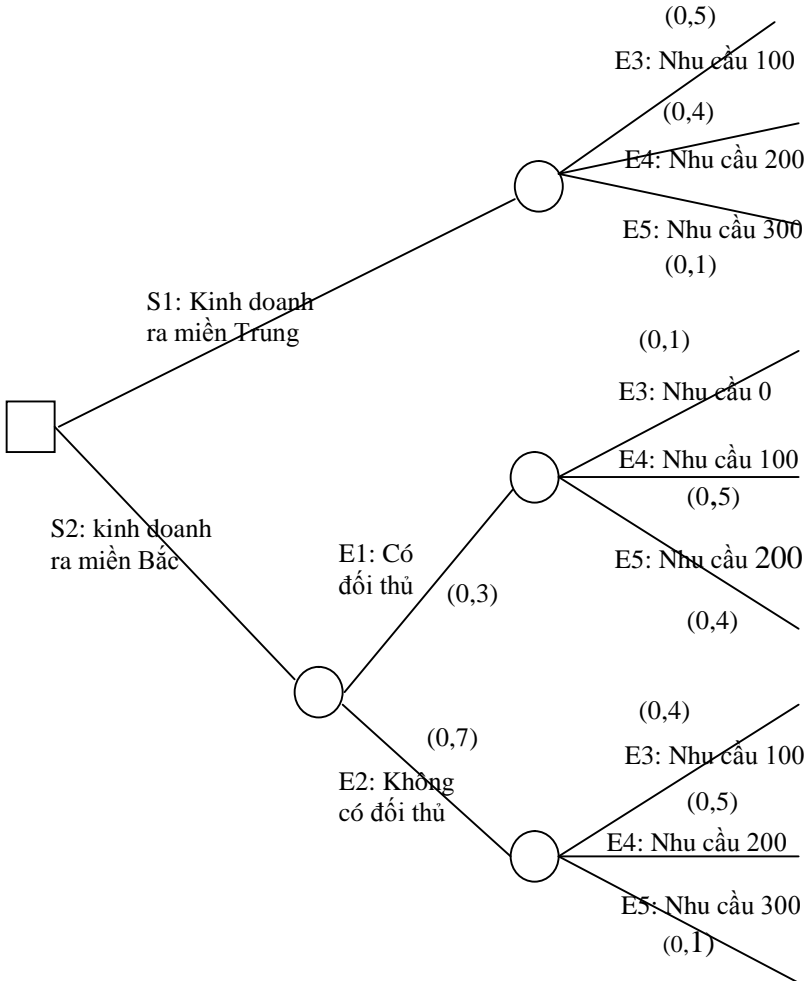 (0,5)
E3: Nhu cầu 100
(0,4)
E4: Nhu cầu 200
E5: Nhu cầu 300
(0,1)
S1: Kinh doanh
ra miền Trung
(0,1)
E3: Nhu cầu 0
E4: Nhu cầu 100
(0,5)
S2: kinh doanh
ra miền Bắc
E1: Có
đối thủ
(0,3)
E5: Nhu cầu 200
(0,4)
(0,7)
E2: Không
có đối thủ
(0,4)
E3: Nhu cầu 100
(0,5)
E4: Nhu cầu 200
E5: Nhu cầu 300
(0,1)